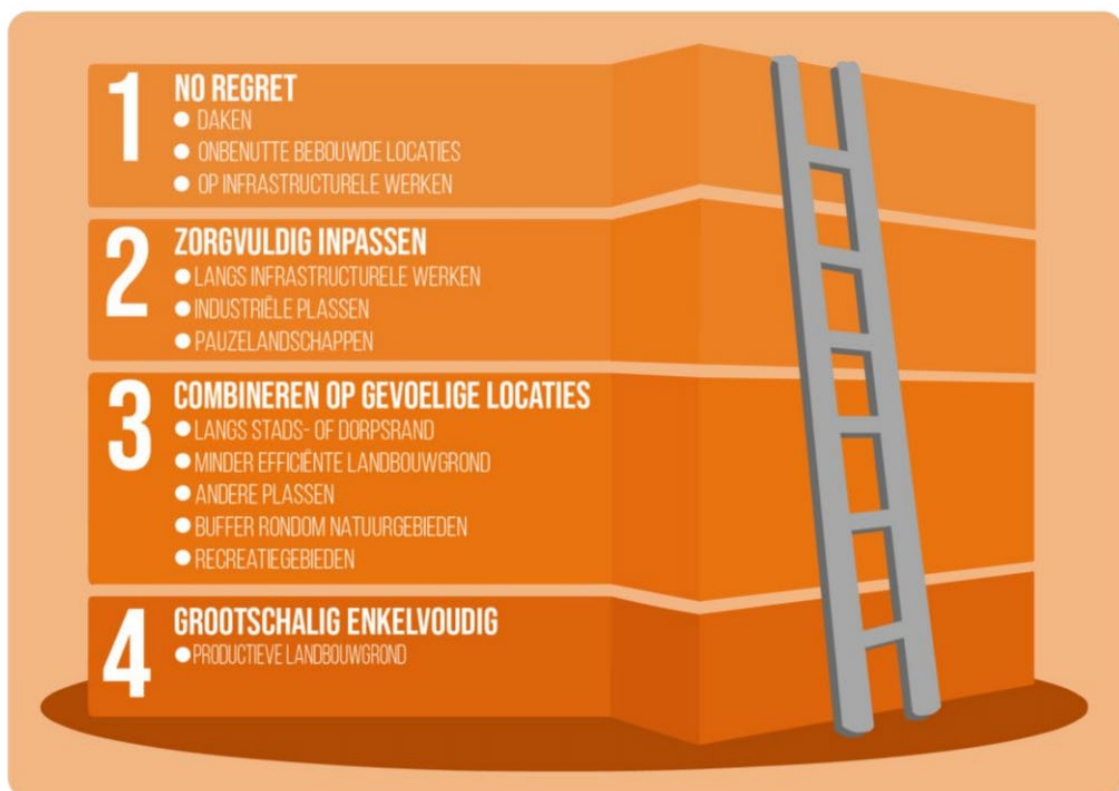 1 NO REGRET
● DAKEN
● ONBENUTTE BEBOUWDE LOCATIES
● OP INFRASTRUCTURELE WERKEN
2 ZORGVULDIG INPASSEN
● LANGS INFRASTRUCTURELE WERKEN
● INDUSTRIËLE PLASSEN
● PAUZELANDSCHAPPEN
3 COMBINEREN OP GEVOELIGE LOCATIES
● LANGS STADS- OF DORPSRAND
● MINDER EFFICIËNTE LANDBOUWGROND
● ANDERE PLASSEN
● BUFFER RONDOM NATUURGEBIEDEN
● RECREATIEGEBIEDEN
4 GROOTSCHALIG ENKELVOUDIG
● PRODUCTIEVE LANDBOUWGROND